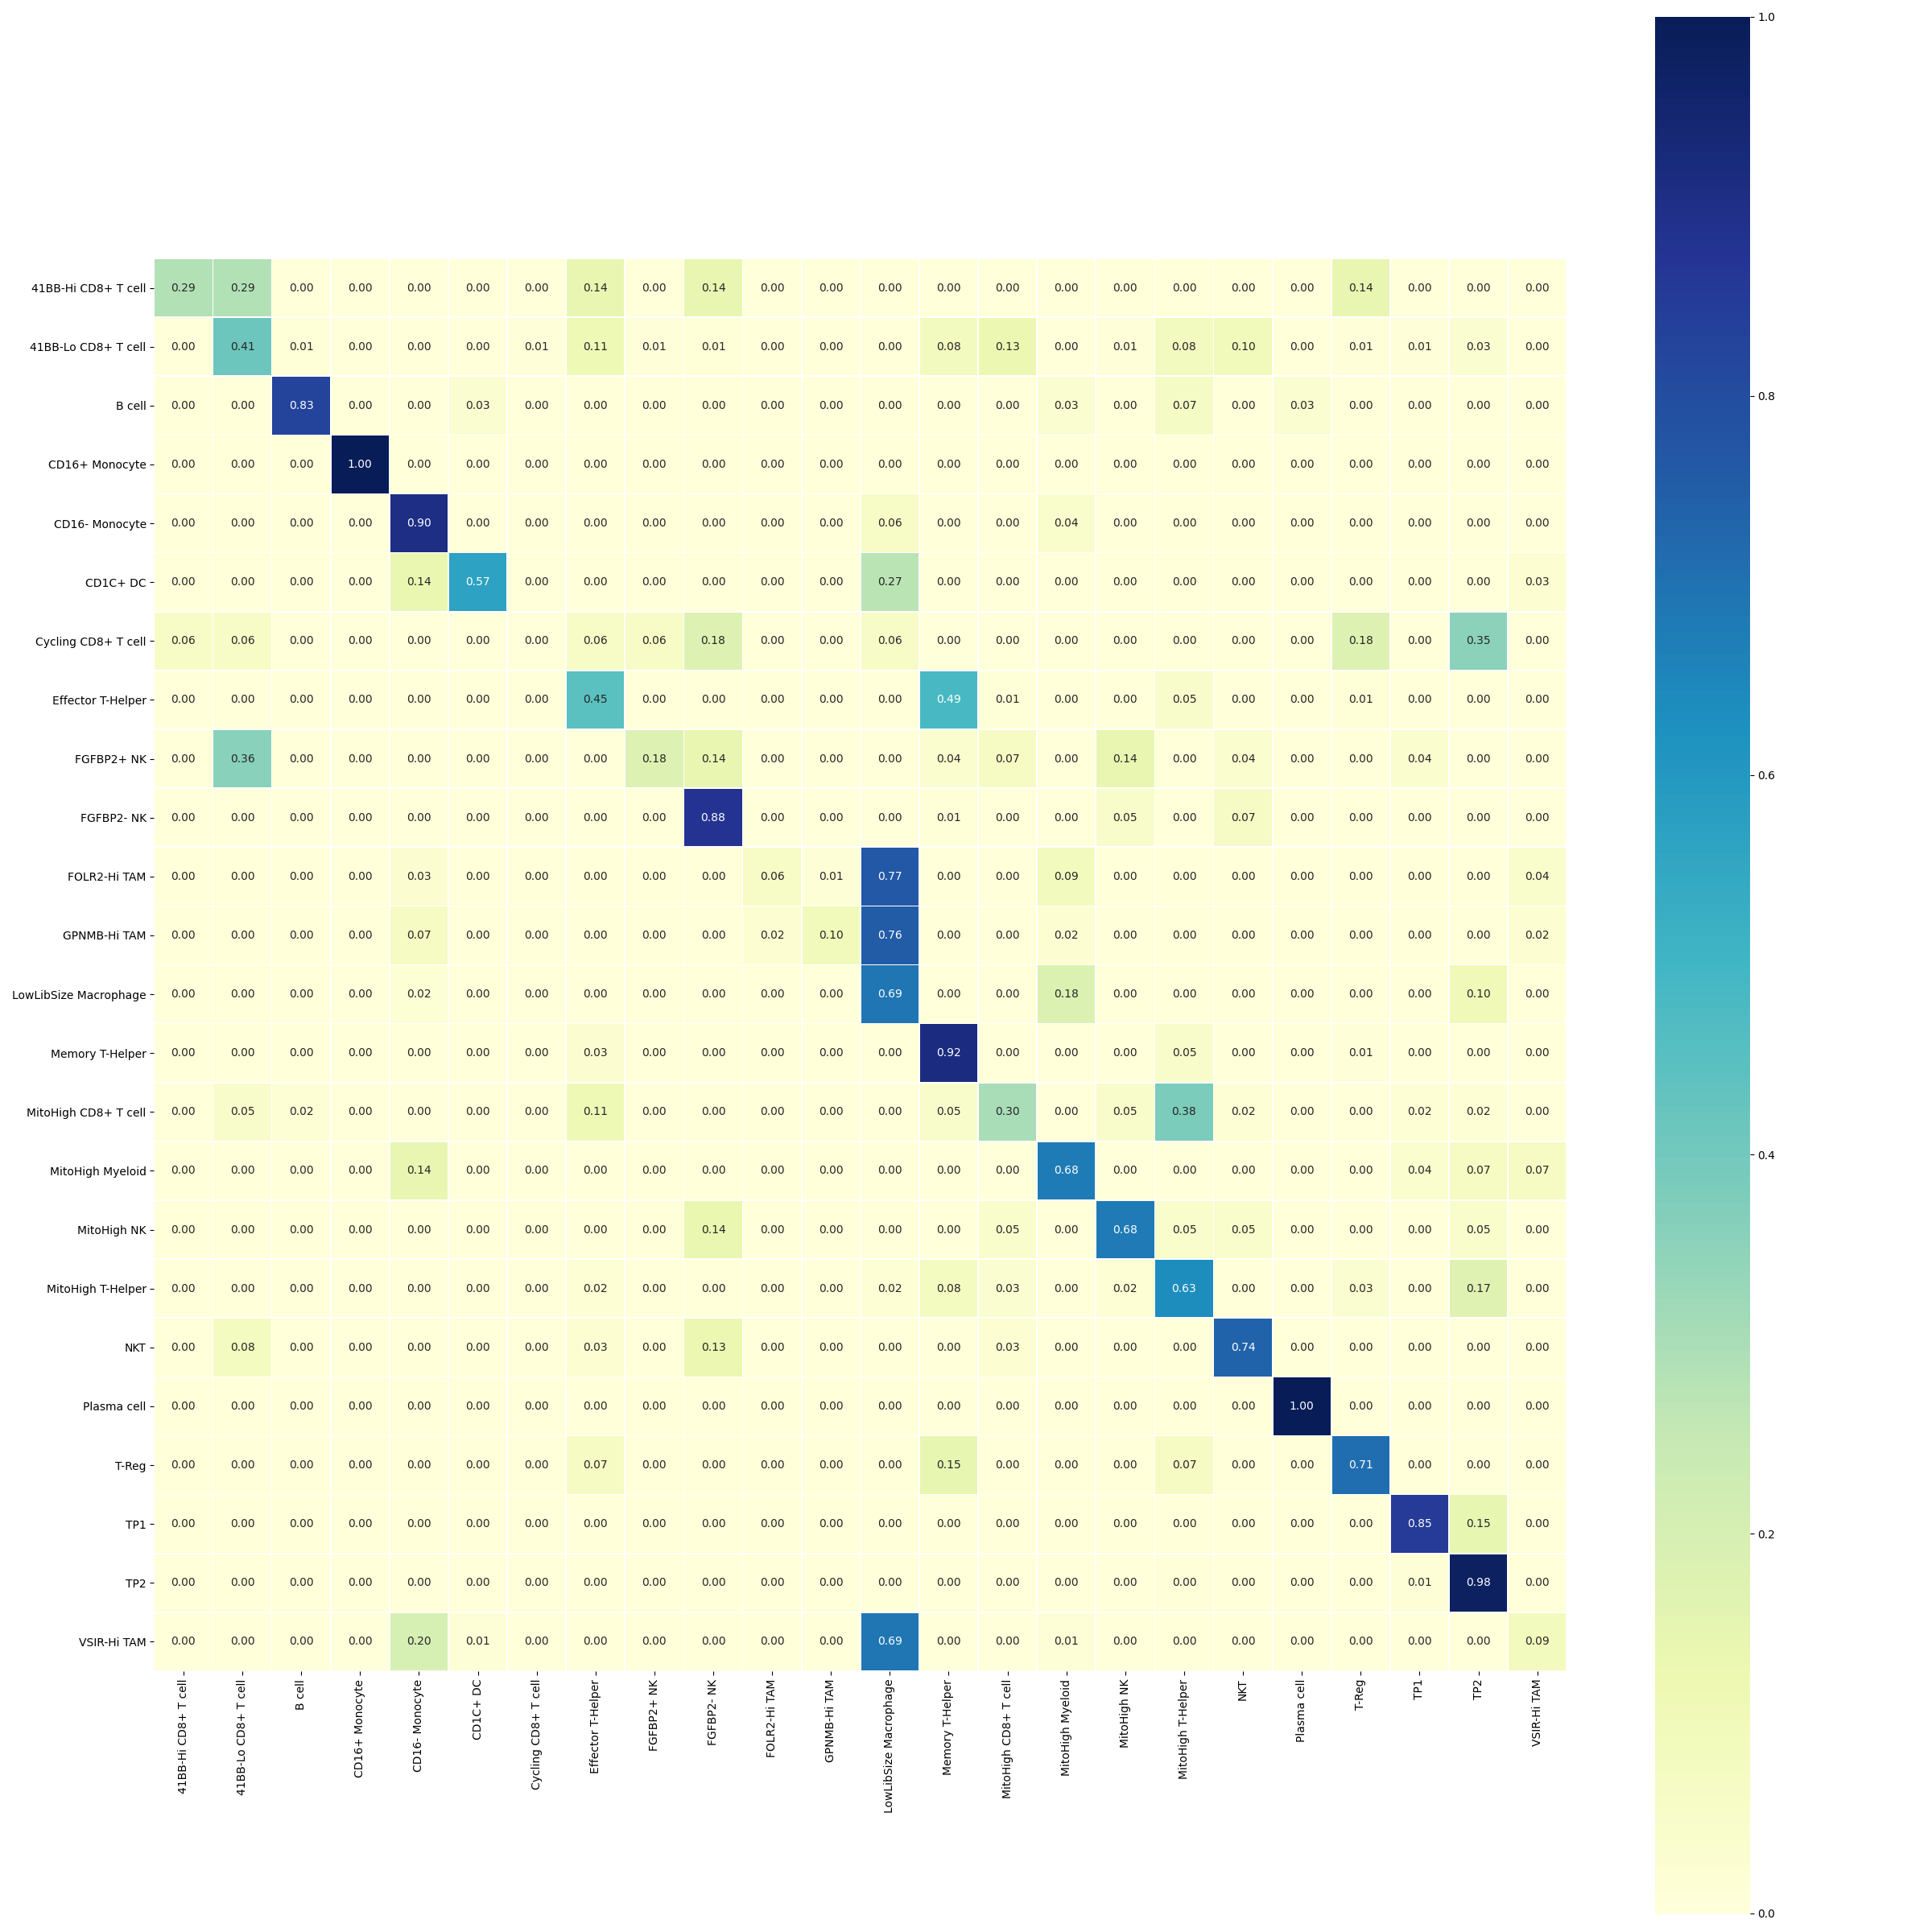 1.0
0.8
0.6
0.4
0.2
0.0
41BB-Hi CD8+ T cell 0.29 0.29 0.00 0.00 0.00 0.00 0.00 0.14 0.00 0.14 0.00 0.00 0.00 0.00 0.00 0.00 0.00 0.00 0.00 0.00 0.14 0.00 0.00 0.00
41BB-Lo CD8+ T cell 0.00 0.41 0.01 0.00 0.00 0.00 0.01 0.11 0.01 0.01 0.00 0.00 0.00 0.08 0.13 0.00 0.01 0.08 0.10 0.00 0.01 0.01 0.03 0.00
B cell 0.00 0.00 0.83 0.00 0.00 0.03 0.00 0.00 0.00 0.00 0.00 0.00 0.00 0.00 0.00 0.03 0.00 0.07 0.00 0.03 0.00 0.00 0.00 0.00
CD16+ Monocyte 0.00 0.00 0.00 1.00 0.00 0.00 0.00 0.00 0.00 0.00 0.00 0.00 0.00 0.00 0.00 0.00 0.00 0.00 0.00 0.00 0.00 0.00 0.00 0.00
CD16- Monocyte 0.00 0.00 0.00 0.00 0.90 0.00 0.00 0.00 0.00 0.00 0.00 0.00 0.06 0.00 0.00 0.04 0.00 0.00 0.00 0.00 0.00 0.00 0.00 0.00
CD1C+ DC 0.00 0.00 0.00 0.00 0.14 0.57 0.00 0.00 0.00 0.00 0.00 0.00 0.27 0.00 0.00 0.00 0.00 0.00 0.00 0.00 0.00 0.00 0.00 0.03
Cycling CD8+ T cell 0.06 0.06 0.00 0.00 0.00 0.00 0.00 0.06 0.06 0.18 0.00 0.00 0.06 0.00 0.00 0.00 0.00 0.00 0.00 0.00 0.18 0.00 0.35 0.00
Effector T-Helper 0.00 0.00 0.00 0.00 0.00 0.00 0.00 0.45 0.00 0.00 0.00 0.00 0.00 0.49 0.01 0.00 0.00 0.05 0.00 0.00 0.01 0.00 0.00 0.00
FGFBP2+ NK 0.00 0.36 0.00 0.00 0.00 0.00 0.00 0.00 0.18 0.14 0.00 0.00 0.00 0.04 0.07 0.00 0.14 0.00 0.04 0.00 0.00 0.04 0.00 0.00
FGFBP2- NK 0.00 0.00 0.00 0.00 0.00 0.00 0.00 0.00 0.00 0.88 0.00 0.00 0.00 0.01 0.00 0.00 0.05 0.00 0.07 0.00 0.00 0.00 0.00 0.00
FOLR2-Hi TAM 0.00 0.00 0.00 0.00 0.03 0.00 0.00 0.00 0.00 0.00 0.06 0.01 0.77 0.00 0.00 0.09 0.00 0.00 0.00 0.00 0.00 0.00 0.00 0.04
GPNMB-Hi TAM 0.00 0.00 0.00 0.00 0.07 0.00 0.00 0.00 0.00 0.00 0.02 0.10 0.76 0.00 0.00 0.02 0.00 0.00 0.00 0.00 0.00 0.00 0.00 0.02
LowLibSize Macrophage 0.00 0.00 0.00 0.00 0.02 0.00 0.00 0.00 0.00 0.00 0.00 0.00 0.69 0.00 0.00 0.18 0.00 0.00 0.00 0.00 0.00 0.00 0.10 0.00
Memory T-Helper 0.00 0.00 0.00 0.00 0.00 0.00 0.00 0.03 0.00 0.00 0.00 0.00 0.00 0.92 0.00 0.00 0.00 0.05 0.00 0.00 0.01 0.00 0.00 0.00
MitoHigh CD8+ T cell 0.00 0.05 0.02 0.00 0.00 0.00 0.00 0.11 0.00 0.00 0.00 0.00 0.00 0.05 0.30 0.00 0.05 0.38 0.02 0.00 0.00 0.02 0.02 0.00
MitoHigh Myeloid 0.00 0.00 0.00 0.00 0.14 0.00 0.00 0.00 0.00 0.00 0.00 0.00 0.00 0.00 0.00 0.68 0.00 0.00 0.00 0.00 0.00 0.04 0.07 0.07
MitoHigh NK 0.00 0.00 0.00 0.00 0.00 0.00 0.00 0.00 0.00 0.14 0.00 0.00 0.00 0.00 0.05 0.00 0.68 0.05 0.05 0.00 0.00 0.00 0.05 0.00
MitoHigh T-Helper 0.00 0.00 0.00 0.00 0.00 0.00 0.00 0.02 0.00 0.00 0.00 0.00 0.02 0.08 0.03 0.00 0.02 0.63 0.00 0.00 0.03 0.00 0.17 0.00
NKT 0.00 0.08 0.00 0.00 0.00 0.00 0.00 0.03 0.00 0.13 0.00 0.00 0.00 0.00 0.03 0.00 0.00 0.00 0.74 0.00 0.00 0.00 0.00 0.00
Plasma cell 0.00 0.00 0.00 0.00 0.00 0.00 0.00 0.00 0.00 0.00 0.00 0.00 0.00 0.00 0.00 0.00 0.00 0.00 0.00 1.00 0.00 0.00 0.00 0.00
T-Reg 0.00 0.00 0.00 0.00 0.00 0.00 0.00 0.07 0.00 0.00 0.00 0.00 0.00 0.15 0.00 0.00 0.00 0.07 0.00 0.00 0.71 0.00 0.00 0.00
TP1 0.00 0.00 0.00 0.00 0.00 0.00 0.00 0.00 0.00 0.00 0.00 0.00 0.00 0.00 0.00 0.00 0.00 0.00 0.00 0.00 0.00 0.85 0.15 0.00
TP2 0.00 0.00 0.00 0.00 0.00 0.00 0.00 0.00 0.00 0.00 0.00 0.00 0.00 0.00 0.00 0.00 0.00 0.00 0.00 0.00 0.00 0.01 0.98 0.00
VSIR-Hi TAM 0.00 0.00 0.00 0.00 0.20 0.01 0.00 0.00 0.00 0.00 0.00 0.00 0.69 0.00 0.00 0.01 0.00 0.00 0.00 0.00 0.00 0.00 0.00 0.09
41BB-Hi CD8+ T cell
41BB-Lo CD8+ T cell
B cell
CD16+ Monocyte
CD16- Monocyte
CD1C+ DC
Cycling CD8+ T cell
Effector T-Helper
FGFBP2+ NK
FGFBP2- NK
FOLR2-Hi TAM
GPNMB-Hi TAM
LowLibSize Macrophage
Memory T-Helper
MitoHigh CD8+ T cell
MitoHigh Myeloid
MitoHigh NK
MitoHigh T-Helper
NKT
Plasma cell
T-Reg
TP1
TP2
VSIR-Hi TAM